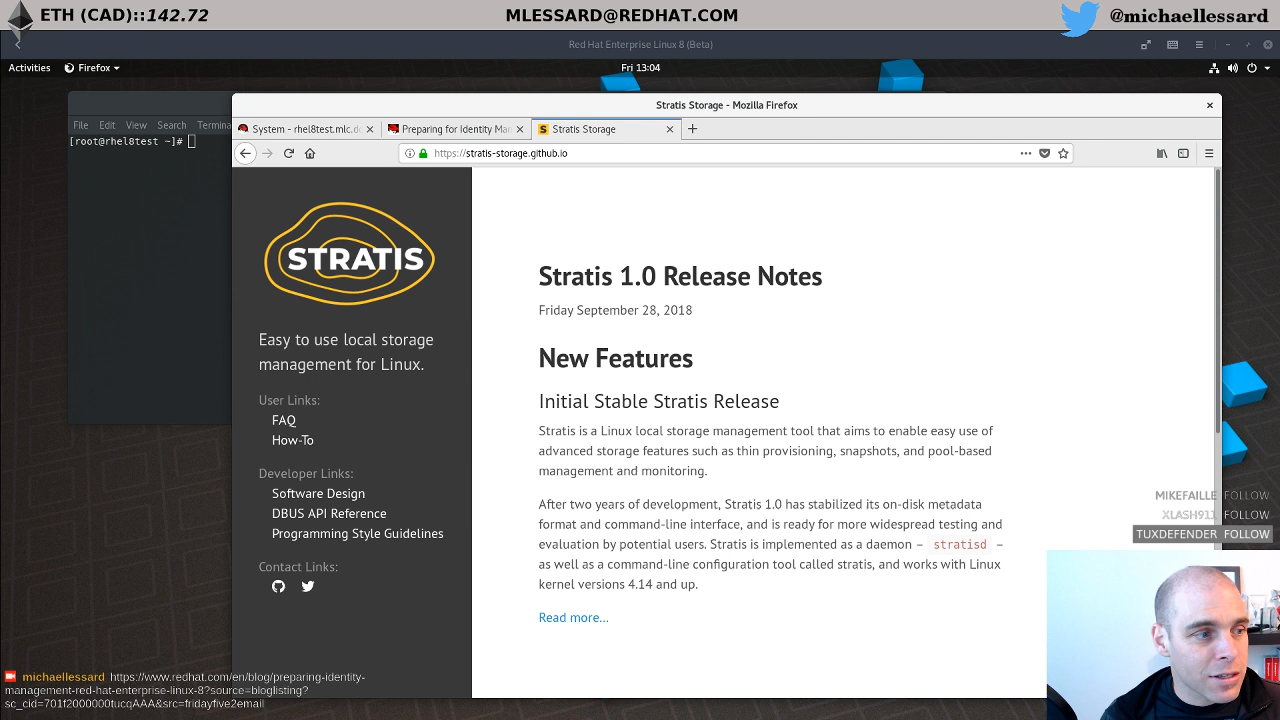 ETH (CAD)::142.72
MLESSARD@REDHAT.COM
@michaellessard
Red Hat Enterprise Linux 8 (Beta)
Activities
Firefox
Fri 13:04
Stratis Storage - Mozilla Firefox
File Edit View Search Termina
System - rhel8test.mlc.do
Preparing for Identity Man
Stratis Storage
[root@rhel8test ~]#
https://stratis-storage.github.io
STRATIS
Easy to use local storage
management for Linux.
User Links:
FAQ
How-To
Developer Links:
Software Design
DBUS API Reference
Programming Style Guidelines
Contact Links:
Stratis 1.0 Release Notes
Friday September 28, 2018
New Features
Initial Stable Stratis Release
Stratis is a Linux local storage management tool that aims to enable easy use of
advanced storage features such as thin provisioning, snapshots, and pool-based
management and monitoring.
After two years of development, Stratis 1.0 has stabilized its on-disk metadata
format and command-line interface, and is ready for more widespread testing and
evaluation by potential users. Stratis is implemented as a daemon – stratisd –
as well as a command-line configuration tool called stratis, and works with Linux
kernel versions 4.14 and up.
Read more...
MIKEFAILLE FOLLOW
XLASH911 FOLLOW
TUXDEFENDER FOLLOW
michaellessard https://www.redhat.com/en/blog/preparing-identity-
management-red-hat-enterprise-linux-8?source=bloglisting?
sc_cid=701f2000000tucqAAA&src=fridayfive2email